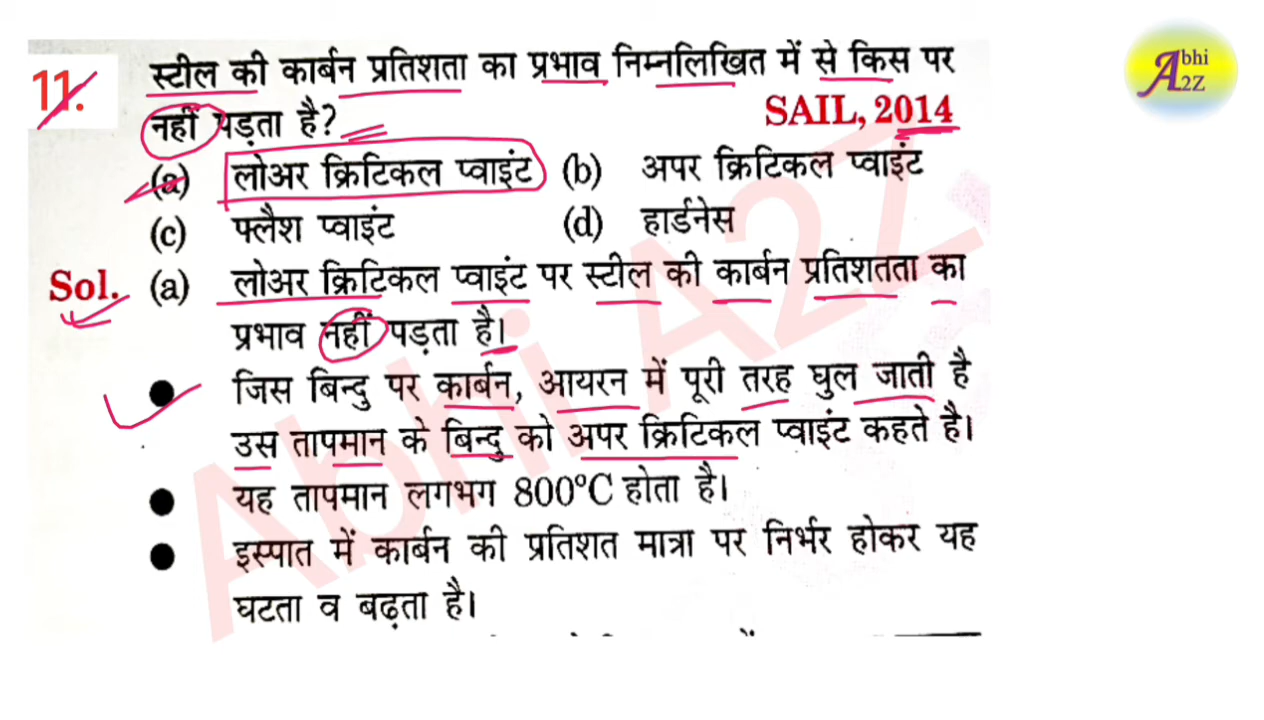 Abhi
A2Z
11. स्टील की कार्बन प्रतिशता का प्रभाव निम्नलिखित में से किस पर
नहीं पड़ता है? SAIL, 2014
(a) लोअर क्रिटिकल प्वाइंट (b) अपर क्रिटिकल प्वाइंट
(c) फ्लैश प्वाइंट (d) हार्डनेस
Sol. (a) लोअर क्रिटिकल प्वाइंट पर स्टील की कार्बन प्रतिशतता का
प्रभाव नहीं पड़ता है।
● जिस बिन्दु पर कार्बन, आयरन में पूरी तरह घुल जाती है
उस तापमान के बिन्दु को अपर क्रिटिकल प्वाइंट कहते है।
● यह तापमान लगभग 800°C होता है।
● इस्पात में कार्बन की प्रतिशत मात्रा पर निर्भर होकर यह
घटता व बढ़ता है।
Abhi A2Z